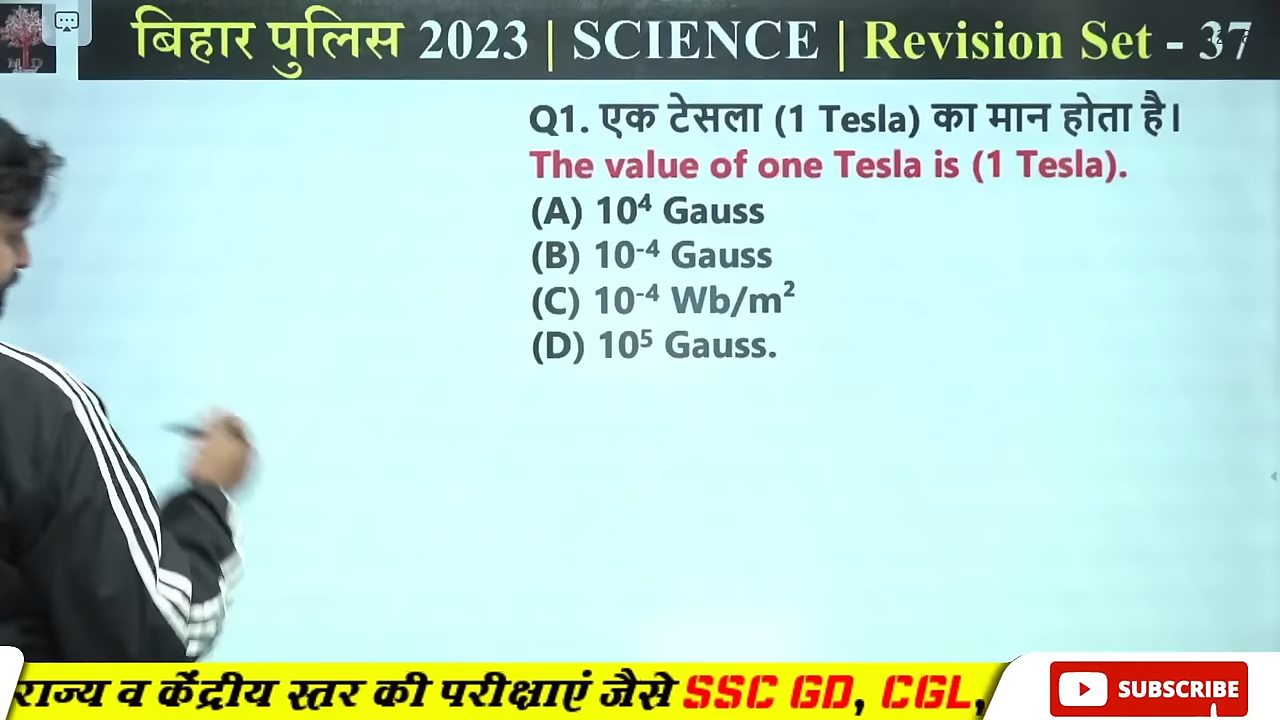 बिहार पुलिस 2023 | SCIENCE | Revision Set - 37
Q1. एक टेसला (1 Tesla) का मान होता है।
The value of one Tesla is (1 Tesla).
(A) 10⁴ Gauss
(B) 10⁻⁴ Gauss
(C) 10⁻⁴ Wb/m²
(D) 10⁵ Gauss.
राज्य व केंद्रीय स्तर की परीक्षाएं जैसे SSC GD, CGL,
SUBSCRIBE